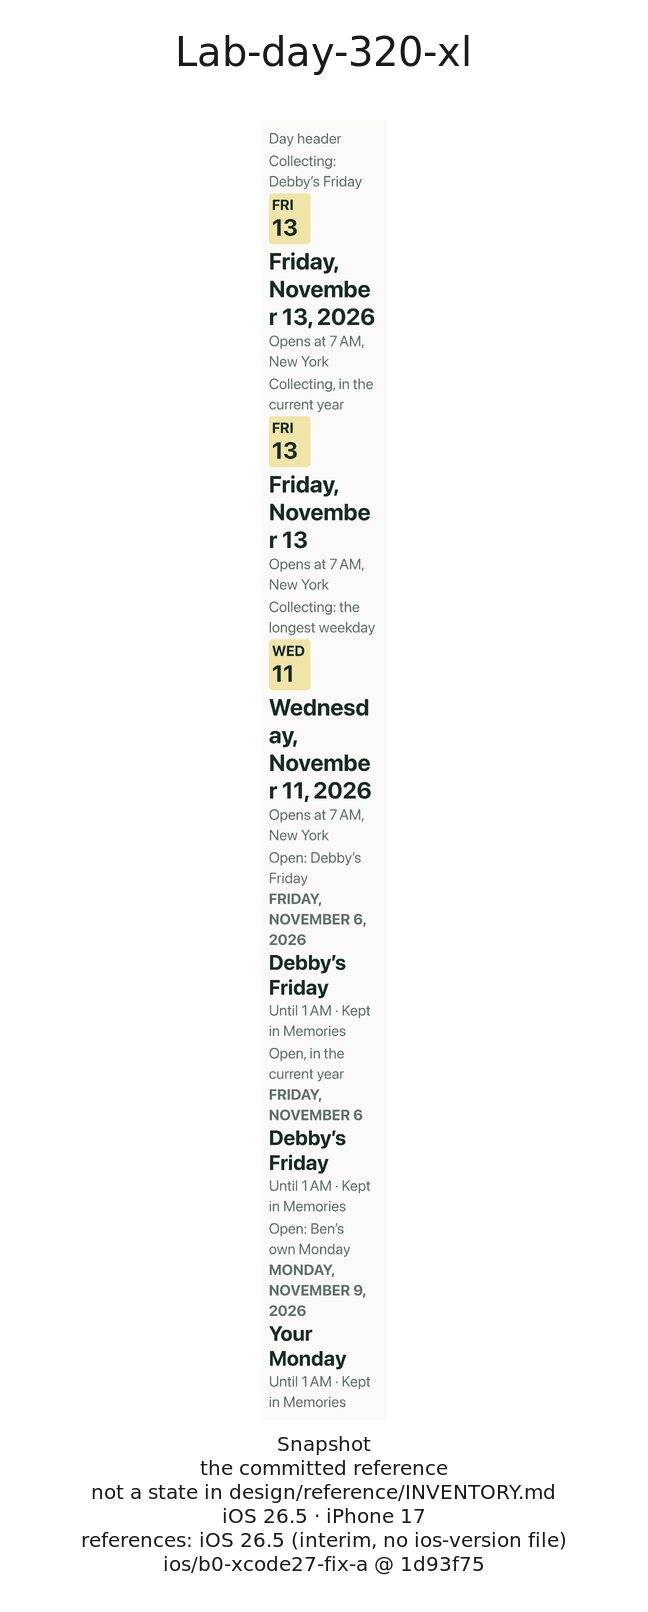 Lab-day-320-xl
Day header
Collecting:
Debby’s Friday
FRI
13
Friday,
Novembe
r 13, 2026
Opens at 7 AM,
New York
Collecting, in the
current year
FRI
13
Friday,
Novembe
r 13
Opens at 7 AM,
New York
Collecting: the
longest weekday
WED
11
Wednesd
ay,
Novembe
r 11, 2026
Opens at 7 AM,
New York
Open: Debby’s
Friday
FRIDAY,
NOVEMBER 6,
2026
Debby’s
Friday
Until 1 AM · Kept
in Memories
Open, in the
current year
FRIDAY,
NOVEMBER 6
Debby’s
Friday
Until 1 AM · Kept
in Memories
Open: Ben’s
own Monday
MONDAY,
NOVEMBER 9,
2026
Your
Monday
Until 1 AM · Kept
in Memories
Snapshot
the committed reference
not a state in design/reference/INVENTORY.md
iOS 26.5 · iPhone 17
references: iOS 26.5 (interim, no ios-version file)
ios/b0-xcode27-fix-a @ 1d93f75